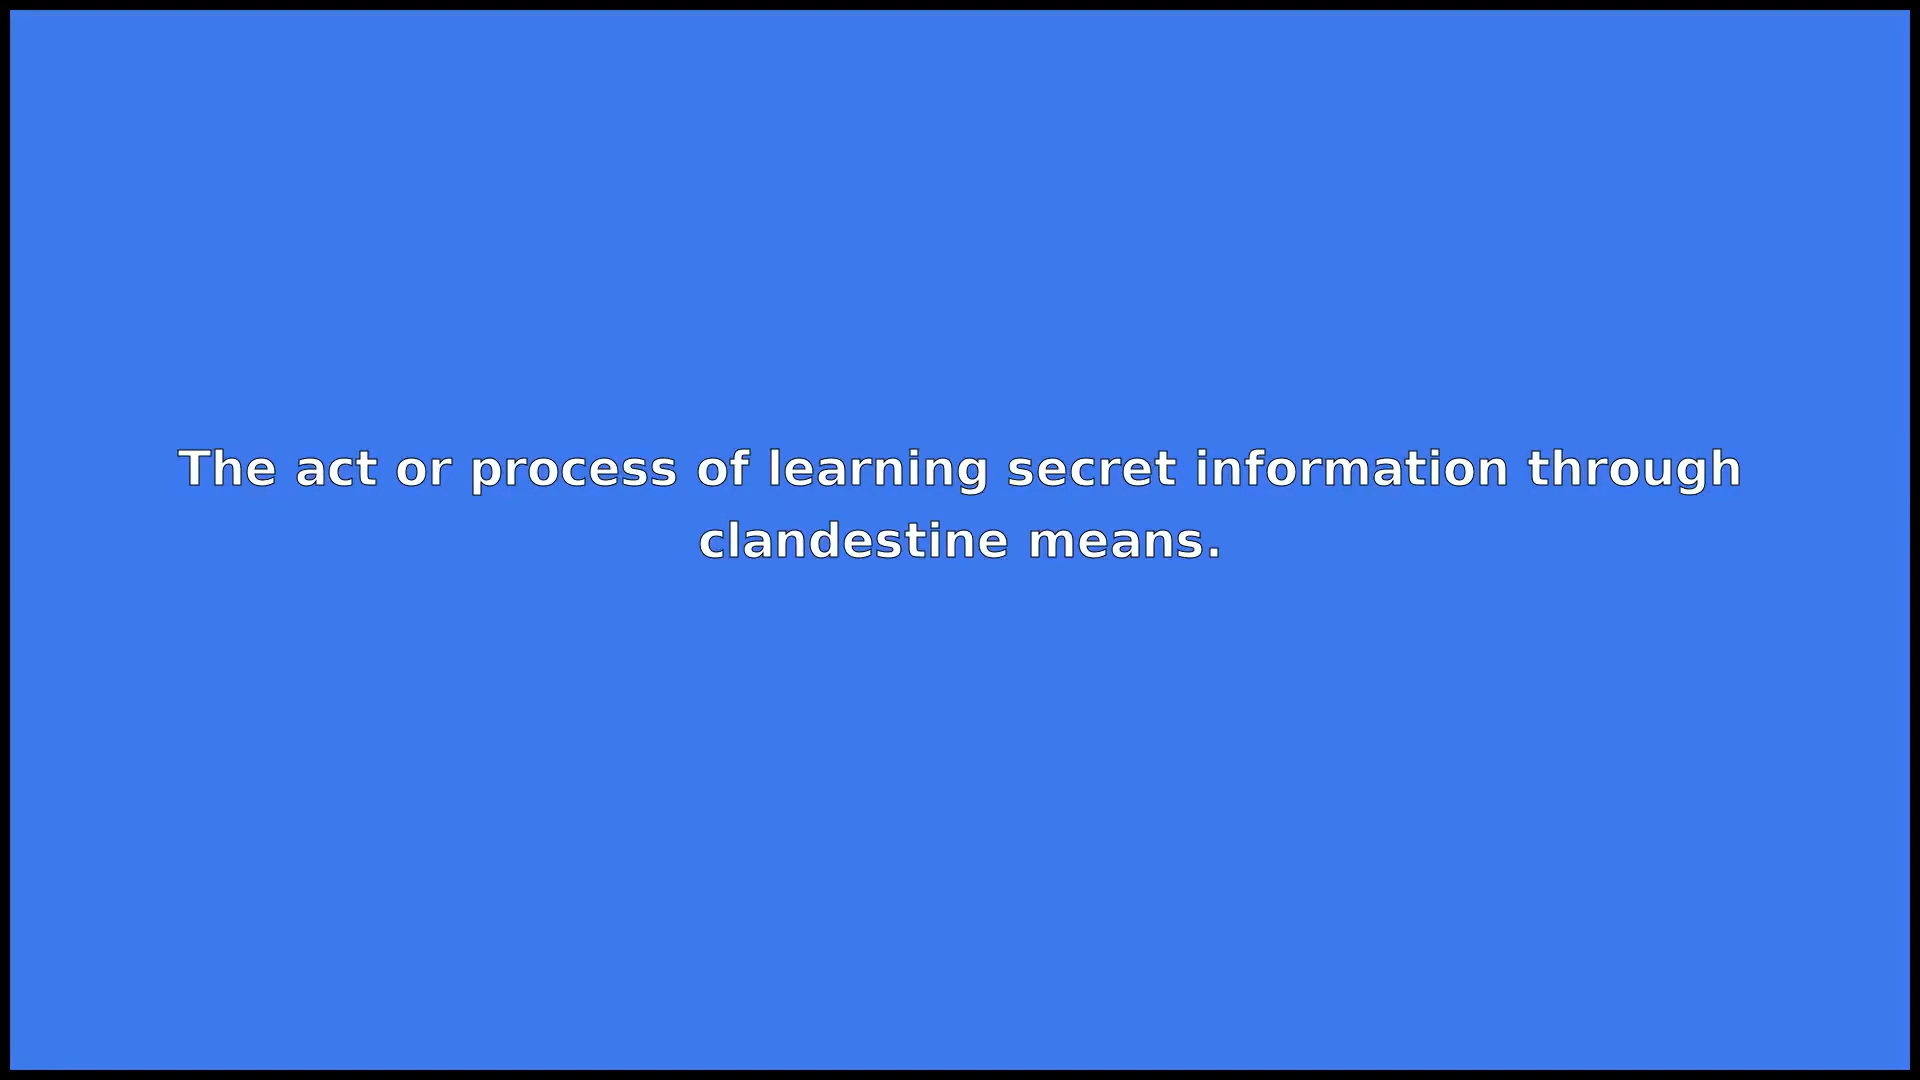 The act or process of learning secret information through
clandestine means.